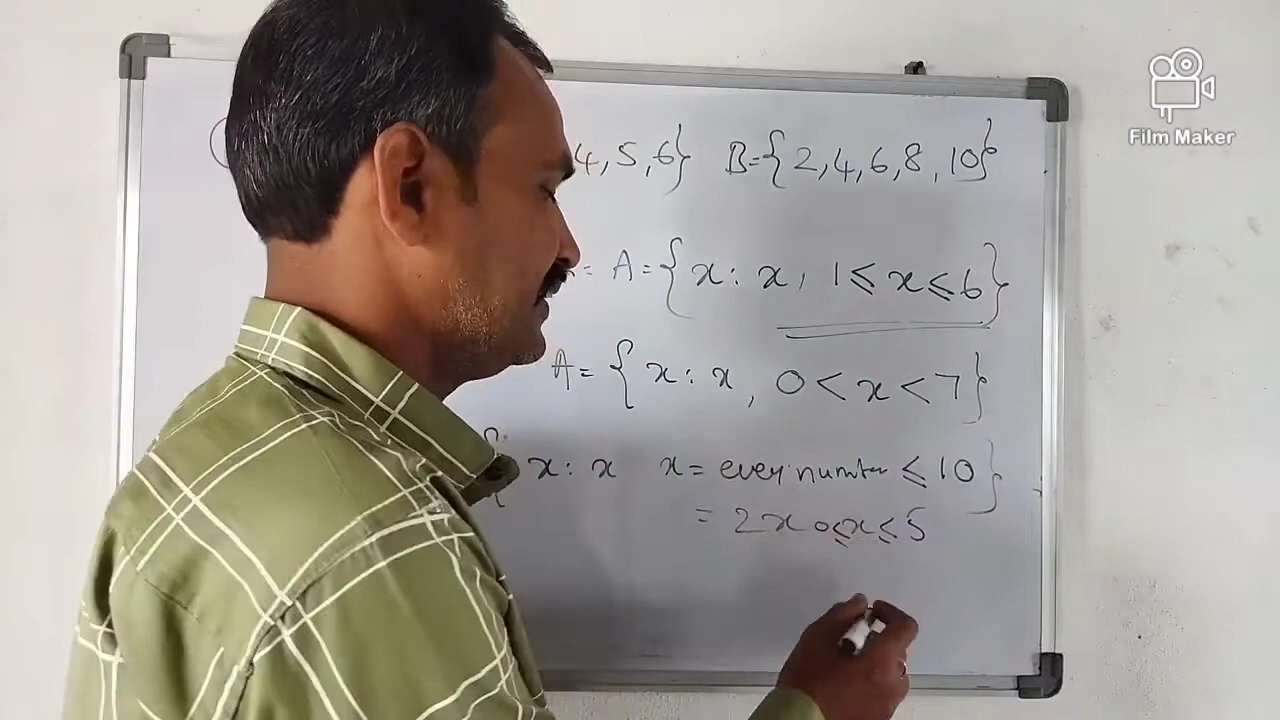 4, 5, 6} B={2,4,6,8, 10}
= A={x: x, 1≤ x≤6}
A= {x: x, 0< x <7}
{x: x x= even number ≤10}
= 2x 0≤x≤5
Film Maker